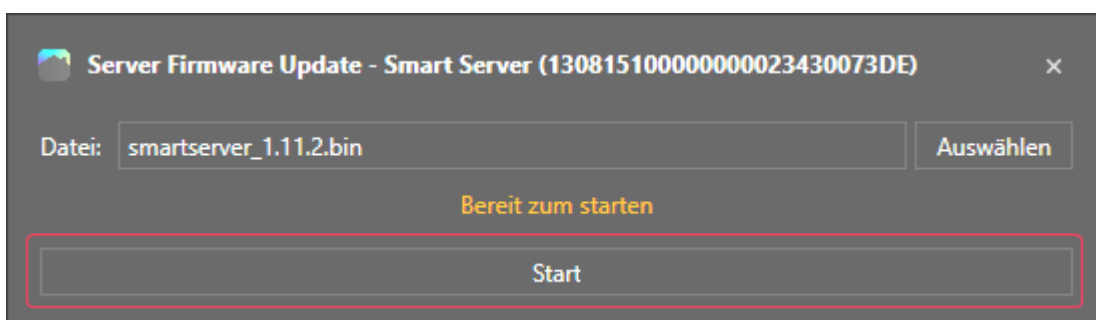 Server Firmware Update - Smart Server (130815100000000023430073DE)
Datei: smartserver_1.11.2.bin Auswählen
Bereit zum starten
Start